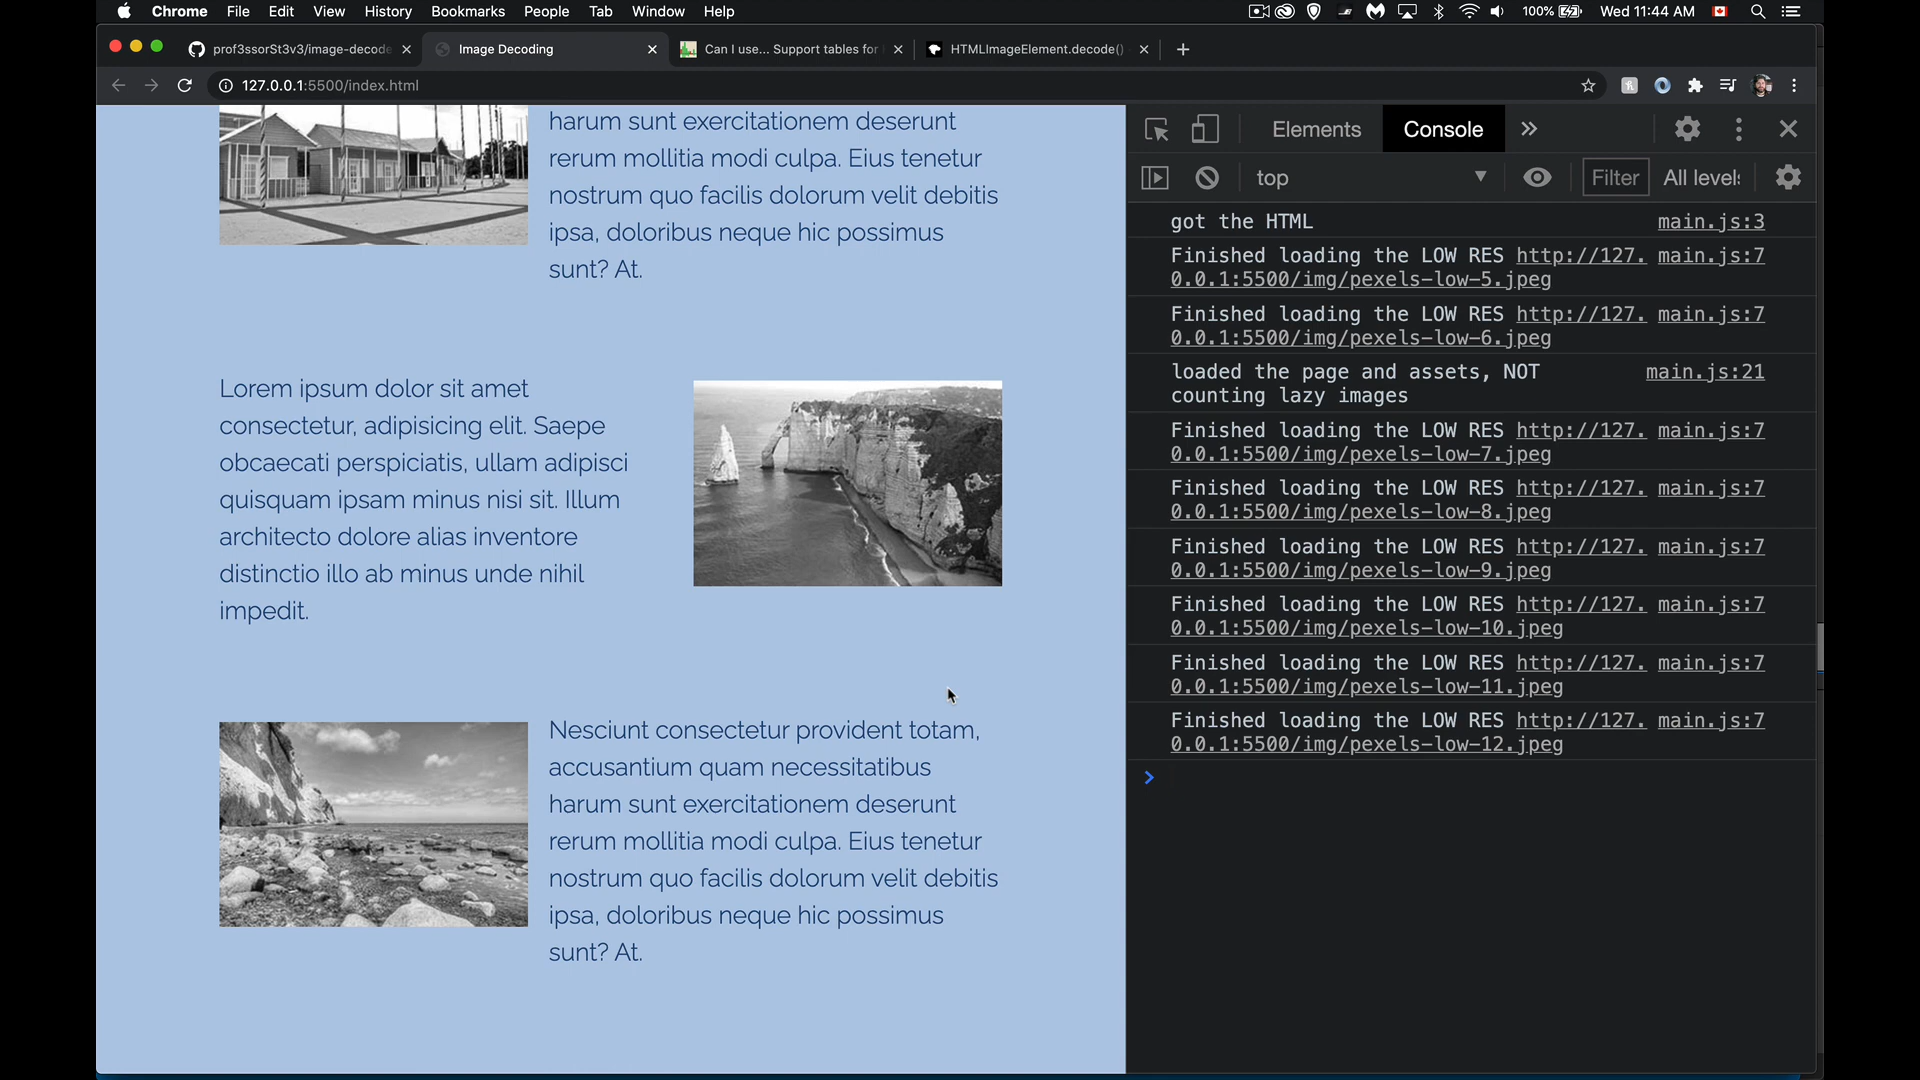 Chrome File Edit View History Bookmarks People Tab Window Help 100% Wed 11:44 AM
prof3ssorSt3v3/image-decode Image Decoding Can I use... Support tables for HTMLImageElement.decode()
127.0.0.1:5500/index.html
harum sunt exercitationem deserunt
rerum mollitia modi culpa. Eius tenetur
nostrum quo facilis dolorum velit debitis
ipsa, doloribus neque hic possimus
sunt? At.
Lorem ipsum dolor sit amet
consectetur, adipisicing elit. Saepe
obcaecati perspiciatis, ullam adipisci
quisquam ipsam minus nisi sit. Illum
architecto dolore alias inventore
distinctio illo ab minus unde nihil
impedit.
Nesciunt consectetur provident totam,
accusantium quam necessitatibus
harum sunt exercitationem deserunt
rerum mollitia modi culpa. Eius tenetur
nostrum quo facilis dolorum velit debitis
ipsa, doloribus neque hic possimus
sunt? At.
Elements Console
top Filter All levels
got the HTML main.js:3
Finished loading the LOW RES http://127. main.js:7
0.0.1:5500/img/pexels-low-5.jpeg
Finished loading the LOW RES http://127. main.js:7
0.0.1:5500/img/pexels-low-6.jpeg
loaded the page and assets, NOT main.js:21
counting lazy images
Finished loading the LOW RES http://127. main.js:7
0.0.1:5500/img/pexels-low-7.jpeg
Finished loading the LOW RES http://127. main.js:7
0.0.1:5500/img/pexels-low-8.jpeg
Finished loading the LOW RES http://127. main.js:7
0.0.1:5500/img/pexels-low-9.jpeg
Finished loading the LOW RES http://127. main.js:7
0.0.1:5500/img/pexels-low-10.jpeg
Finished loading the LOW RES http://127. main.js:7
0.0.1:5500/img/pexels-low-11.jpeg
Finished loading the LOW RES http://127. main.js:7
0.0.1:5500/img/pexels-low-12.jpeg